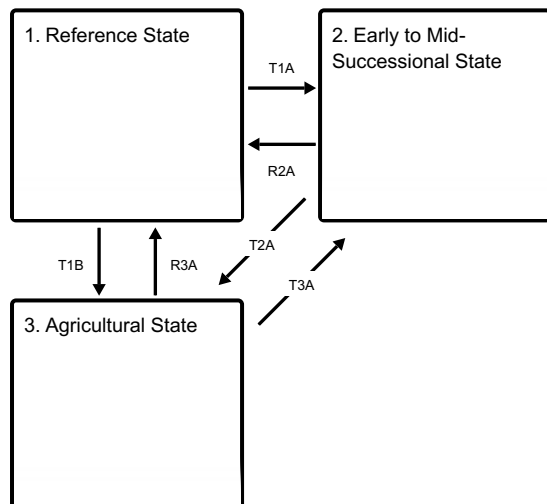 1. Reference State
2. Early to Mid-
Successional State
T1A
R2A
T1B
R3A
T2A
T3A
3. Agricultural State